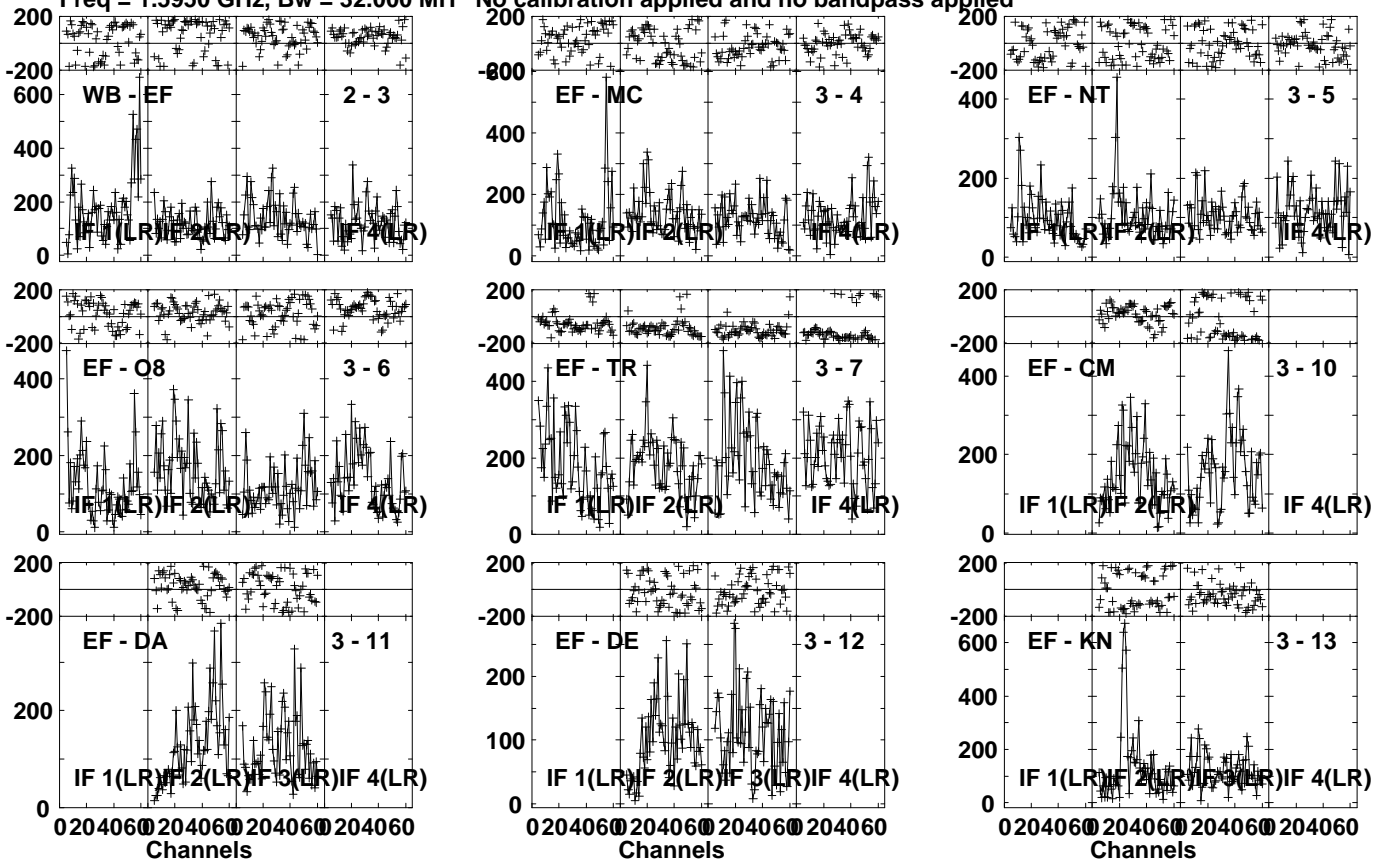 Freq = 1.5950 GHz, Bw = 32.000 MH No calibration applied and no bandpass applied
200 200 200
-200 -200
600 WB - EF 2 - 3 EF - MC 3 - 4 EF - NT 3 - 5
400 400 400
200 200 200
IF 1(LR) IF 2(LR) IF 4(LR) IF 1(LR) IF 2(LR) IF 4(LR) IF 1(LR) IF 2(LR) IF 4(LR)
0 0 0
200 200 200
-200 -200 -200
EF - O8 3 - 6 EF - TR 3 - 7 EF - CM 3 - 10
400 400 400
200 200 200
IF 1(LR) IF 2(LR) IF 4(LR) IF 1(LR) IF 2(LR) IF 4(LR) IF 1(LR) IF 2(LR) IF 4(LR)
0 0 0
200 200 200
-200 -200 -200
EF - DA 3 - 11 EF - DE 3 - 12 EF - KN 3 - 13
600
200 200 400
100 200
IF 1(LR) IF 2(LR) IF 3(LR) IF 4(LR) IF 1(LR) IF 2(LR) IF 3(LR) IF 4(LR) IF 1(LR) IF 2(LR) IF 3(LR) IF 4(LR)
0 0 0
0 20 40 60 0 20 40 60 0 20 40 60 0 20 40 60 0 20 40 60 0 20 40 60 0 20 40 60 0 20 40 60 0 20 40 60 0 20 40 60 0 20 40 60 0 20 40 60
Channels Channels Channels